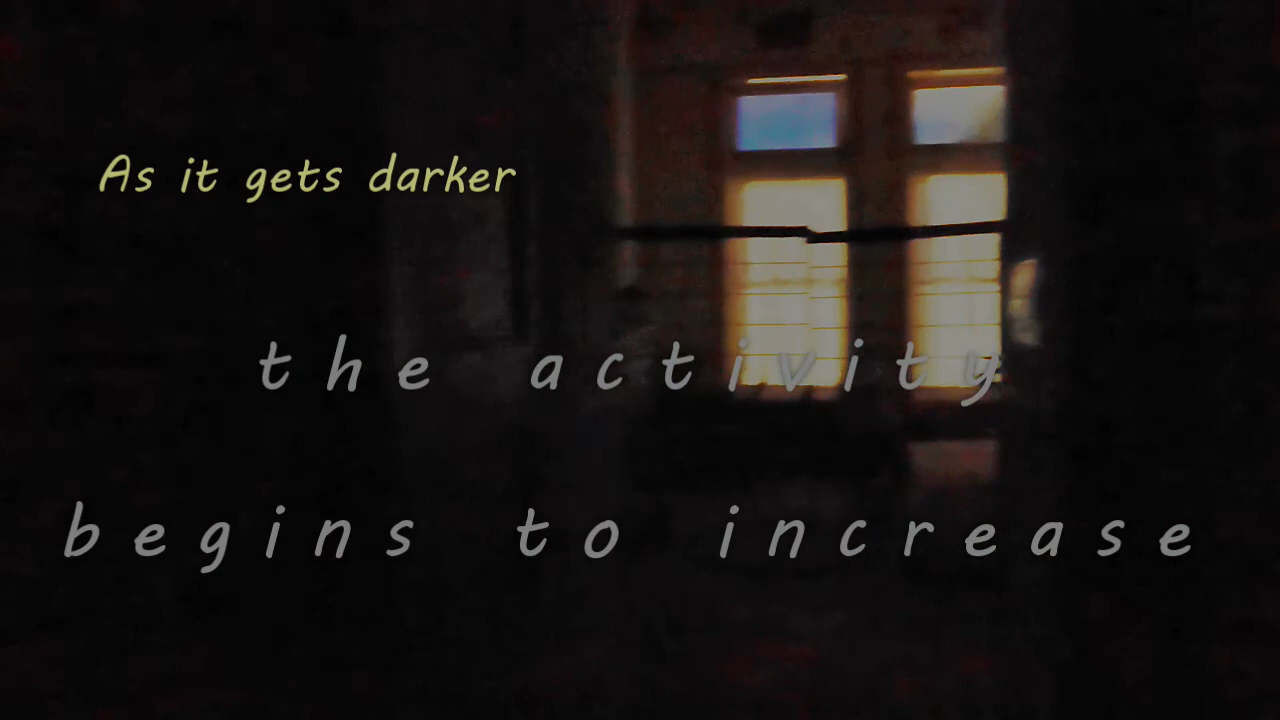 As it gets darker
the activity
begins to increase